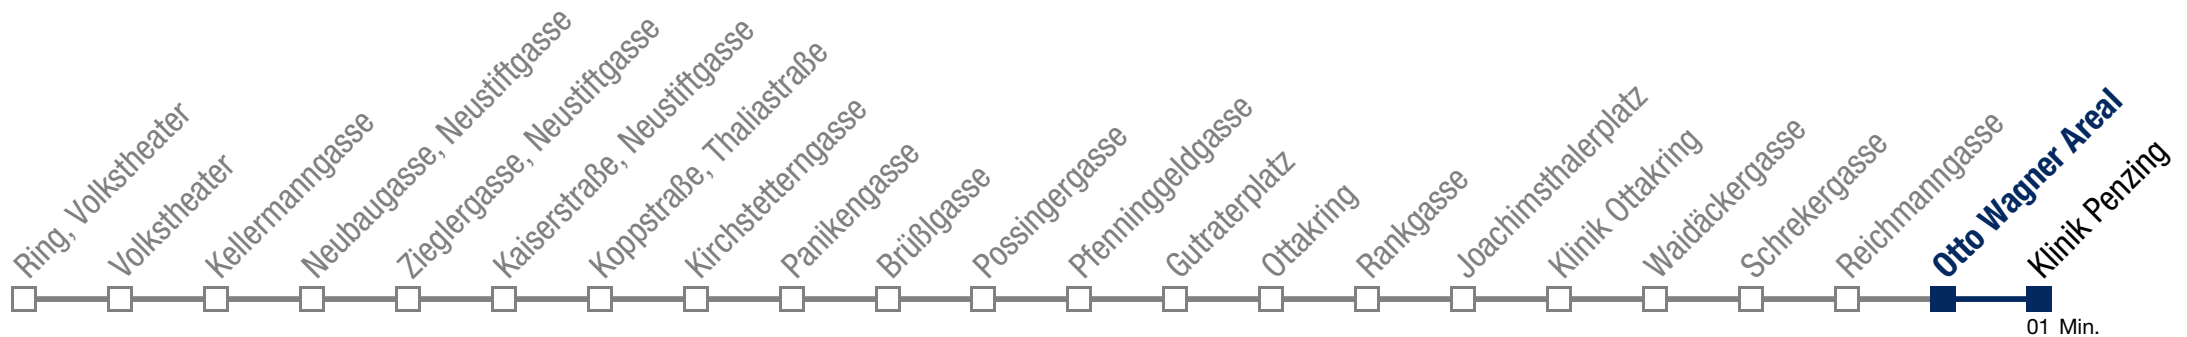 Ring, Volkstheater
Volkstheater
Kellermanngasse
Neubaugasse, Neustiftgasse
Zieglergasse, Neustiftgasse
Kaiserstraße, Neustiftgasse
Koppstraße, Thaliastraße
Kirchstetterngasse
Panikengasse
Brüßlgasse
Possingergasse
Pfenninggeldgasse
Gutraterplatz
Ottakring
Rankgasse
Joachimsthalerplatz
Klinik Ottakring
Waidäckergasse
Schrekergasse
Reichmanngasse
Otto Wagner Areal
Klinik Penzing
01 Min.